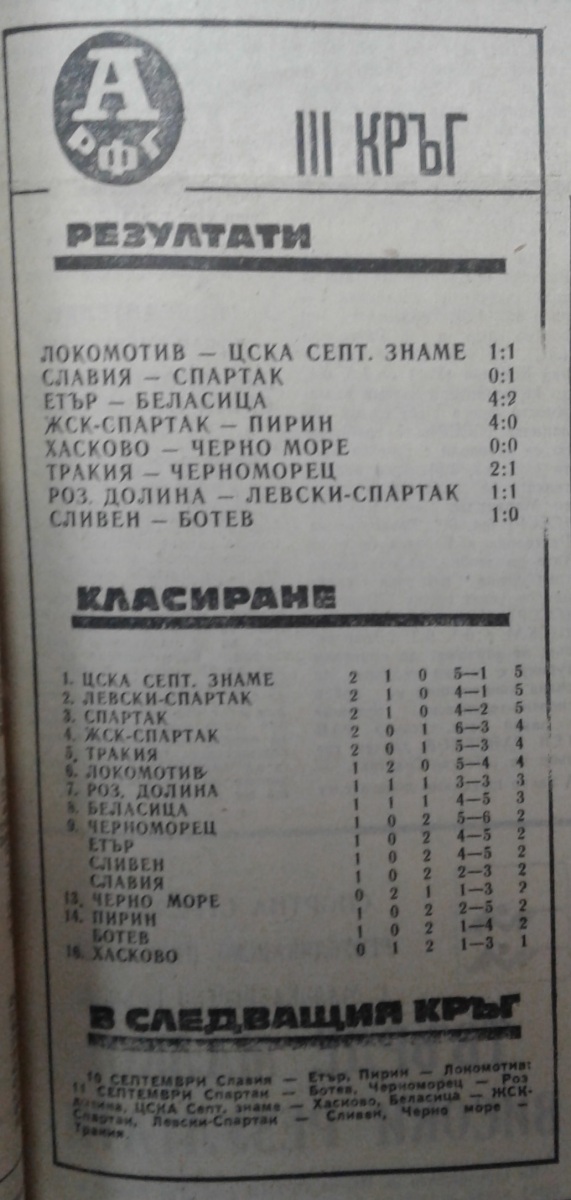 А
РФГ
III КРЪГ
РЕЗУЛТАТИ
ЛОКОМОТИВ — ЦСКА СЕПТ. ЗНАМЕ 1:1
СЛАВИЯ — СПАРТАК 0:1
ЕТЪР — БЕЛАСИЦА 4:2
ЖСК-СПАРТАК — ПИРИН 4:0
ХАСКОВО — ЧЕРНО МОРЕ 0:0
ТРАКИЯ — ЧЕРНОМОРЕЦ 2:1
РОЗ. ДОЛИНА — ЛЕВСКИ-СПАРТАК 1:1
СЛИВЕН — БОТЕВ 1:0
КЛАСИРАНЕ
1. ЦСКА СЕПТ. ЗНАМЕ 2 1 0 5—1 5
2. ЛЕВСКИ-СПАРТАК 2 1 0 4—1 5
3. СПАРТАК 2 1 0 4—2 5
4. ЖСК-СПАРТАК 2 0 1 6—3 4
5. ТРАКИЯ 2 0 1 5—3 4
6. ЛОКОМОТИВ 1 2 0 5—4 4
7. РОЗ. ДОЛИНА 1 1 1 3—3 3
8. БЕЛАСИЦА 1 1 1 4—5 3
9. ЧЕРНОМОРЕЦ 1 0 2 5—6 2
ЕТЪР 1 0 2 4—5 2
СЛИВЕН 1 0 2 4—5 2
СЛАВИЯ 1 0 2 2—3 2
13. ЧЕРНО МОРЕ 0 2 1 1—3 2
14. ПИРИН 1 0 2 2—5 2
БОТЕВ 1 0 2 1—4 2
16. ХАСКОВО 0 1 2 1—3 1
В СЛЕДВАЩИЯ КРЪГ
10 СЕПТЕМВРИ Славия — Етър, Пирин — Локомотив:
11 СЕПТЕМВРИ Спартак — Ботев, Черноморец — Роз
долина, ЦСКА Септ. знаме — Хасково, Беласица — ЖСК-
Спартак, Левски-Спартак — Сливен, Черно море —
Тракия.